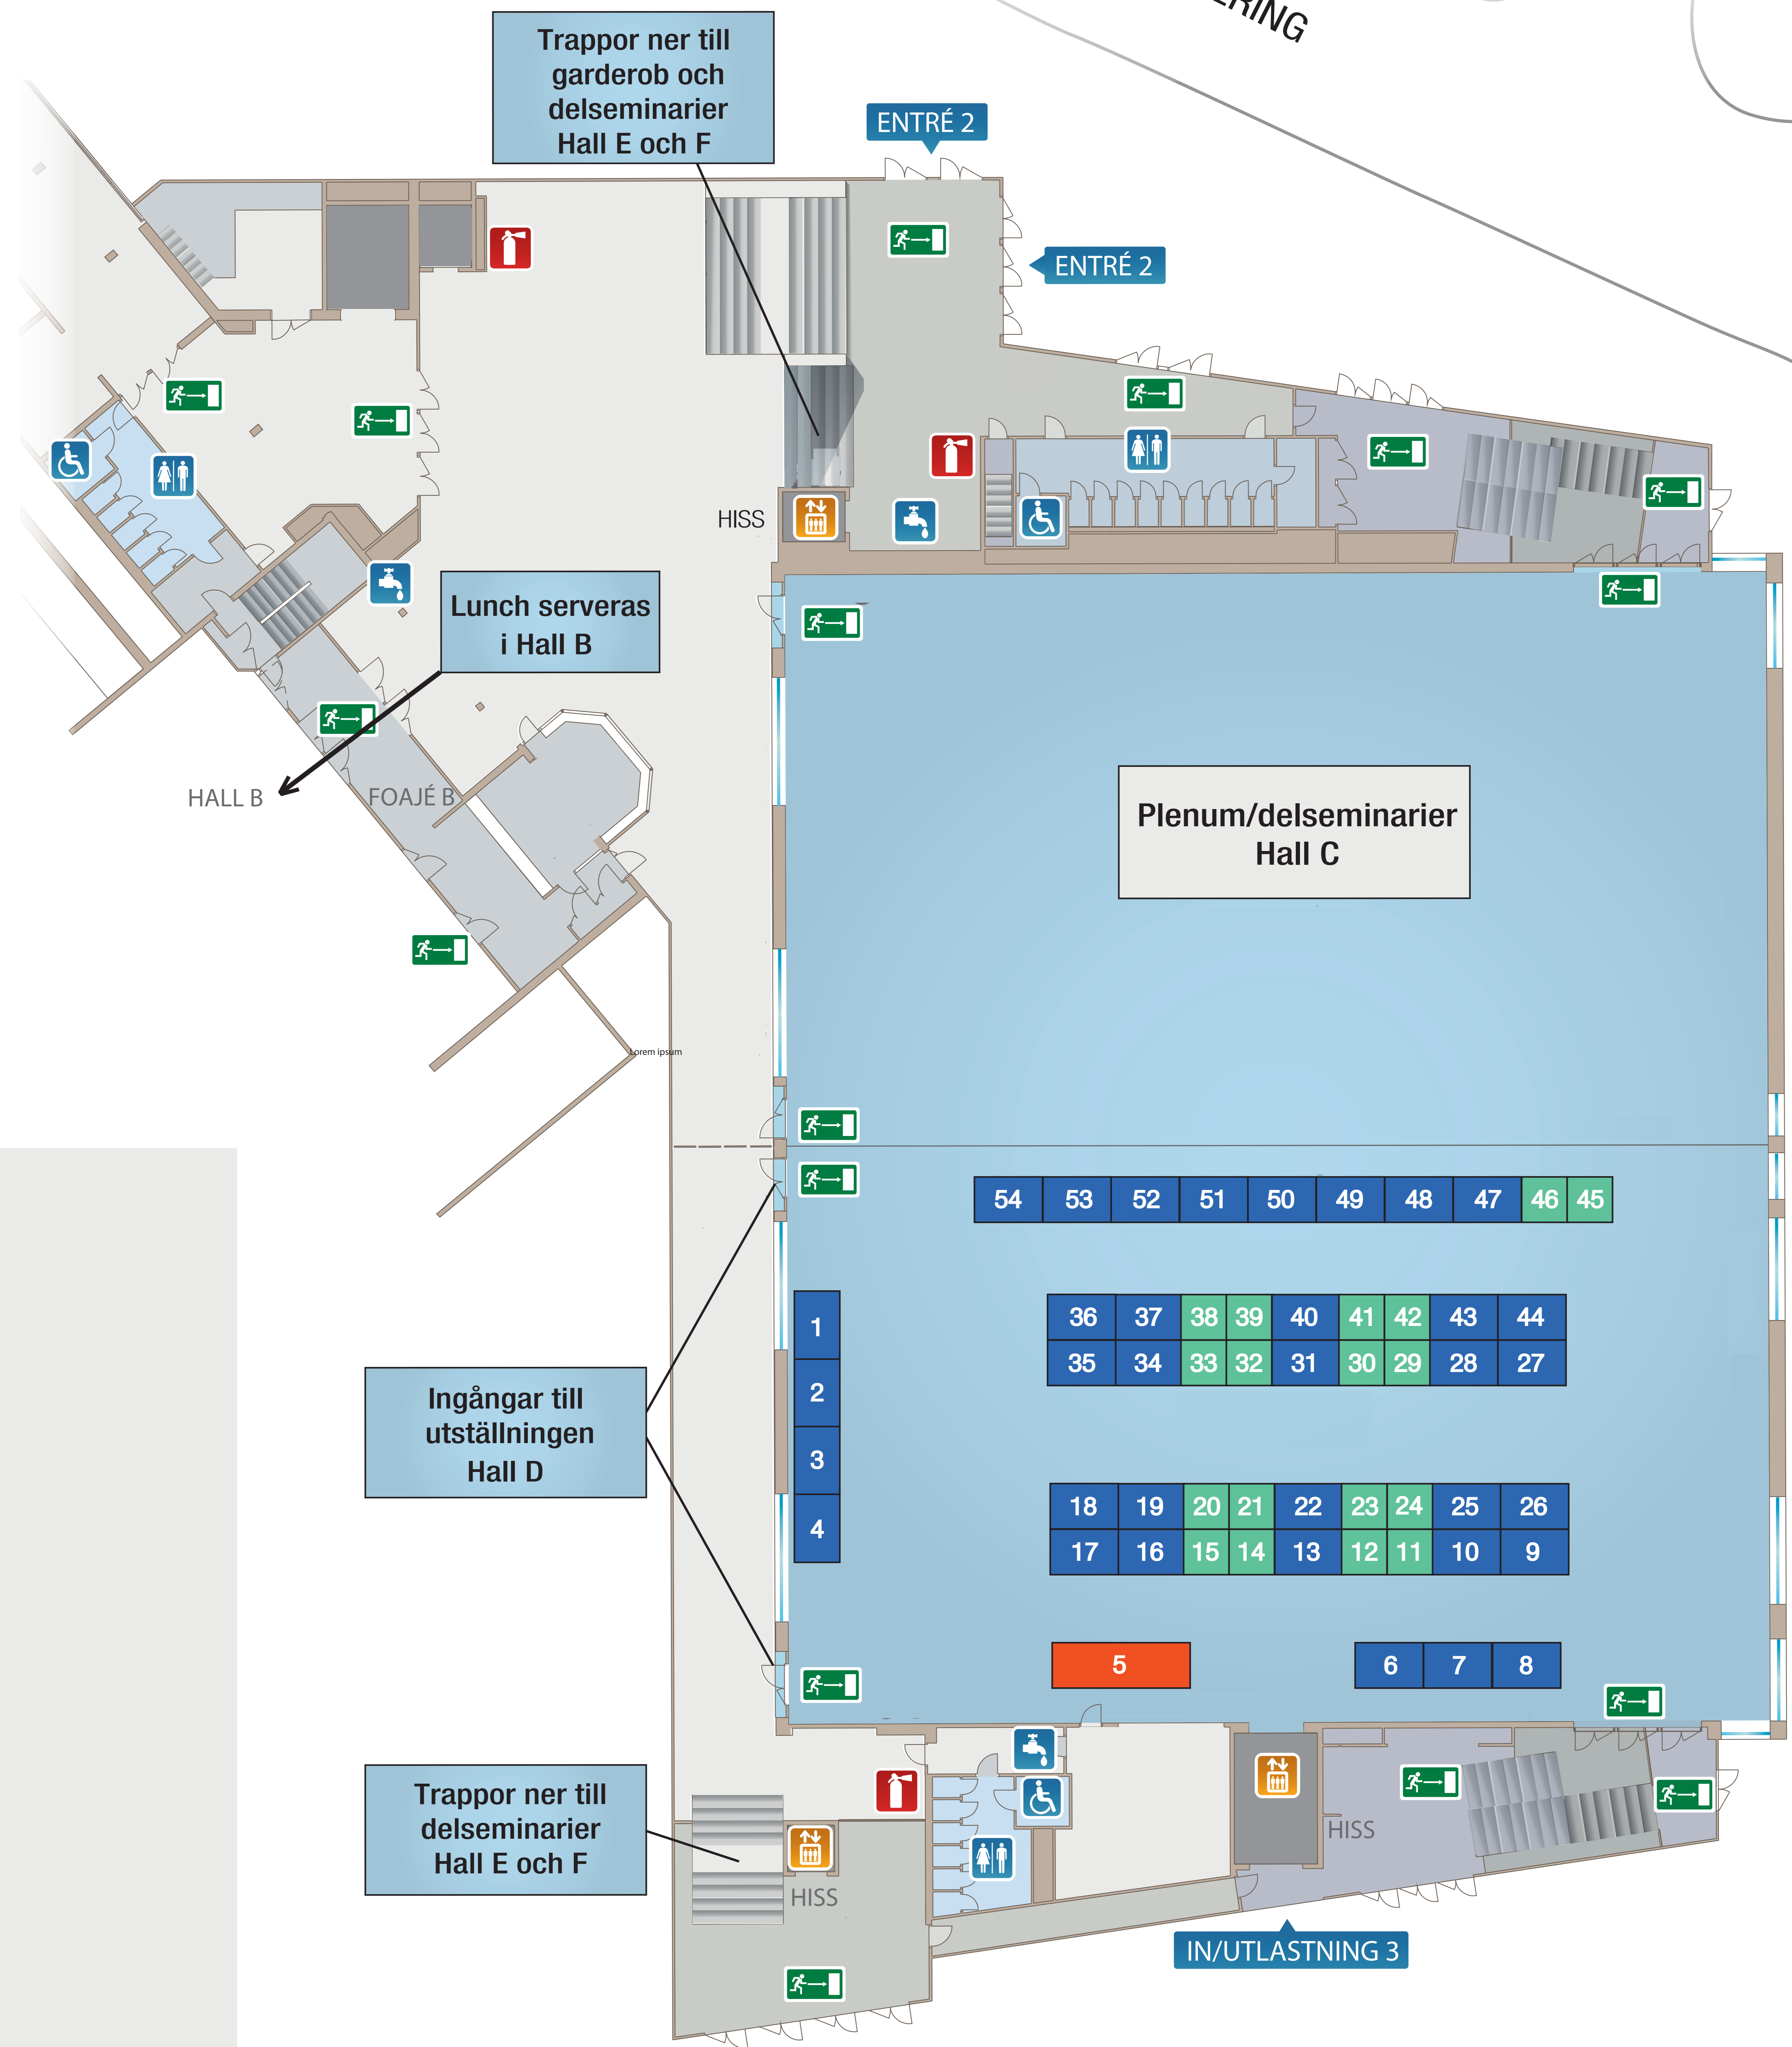 Trappor ner till
garderob och
delseminarier
Hall E och F
ENTRÉ 2
ENTRÉ 2
HISS
Lunch serveras
i Hall B
HALL B
FOAJÉ B
Plenum/delseminarier
Hall C
Lorem ipsum
54 53 52 51 50 49 48 47 46 45
36 37 38 39 40 41 42 43 44
35 34 33 32 31 30 29 28 27
1
2
3
4
Ingångar till
utställningen
Hall D
18 19 20 21 22 23 24 25 26
17 16 15 14 13 12 11 10 9
5
6 7 8
Trappor ner till
delseminarier
Hall E och F
HISS
HISS
IN/UTLASTNING 3